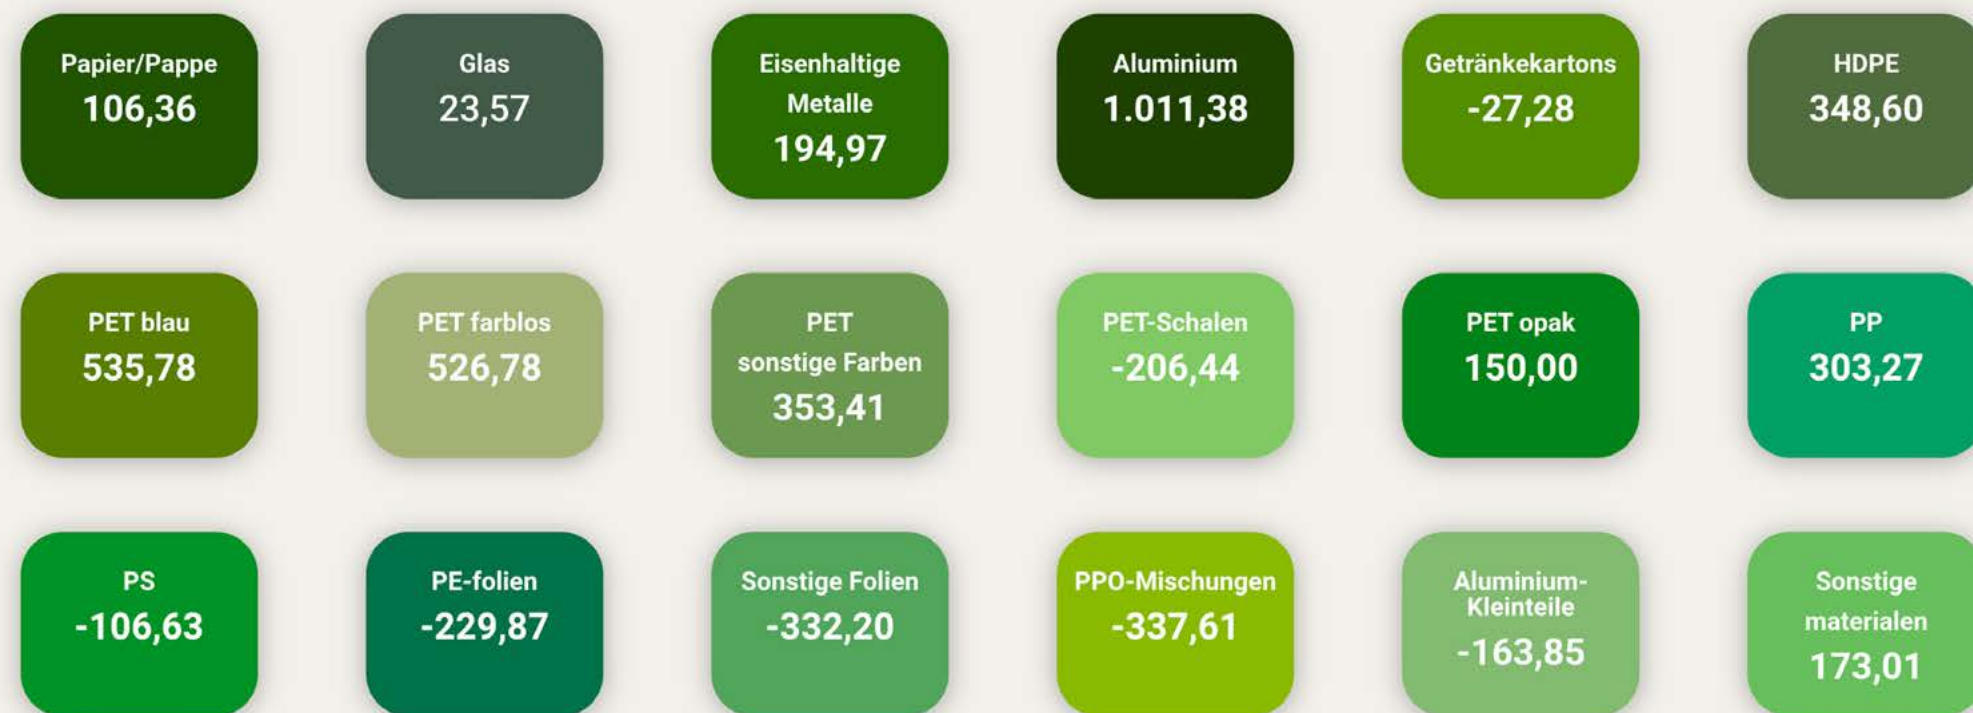 Papier/Pappe
106,36
Glas
23,57
Eisenhaltige
Metalle
194,97
Aluminium
1.011,38
Getränkekartons
-27,28
HDPE
348,60
PET blau
535,78
PET farblos
526,78
PET
sonstige Farben
353,41
PET-Schalen
-206,44
PET opak
150,00
PP
303,27
PS
-106,63
PE-folien
-229,87
Sonstige Folien
-332,20
PPO-Mischungen
-337,61
Aluminium-
Kleinteile
-163,85
Sonstige
materialen
173,01